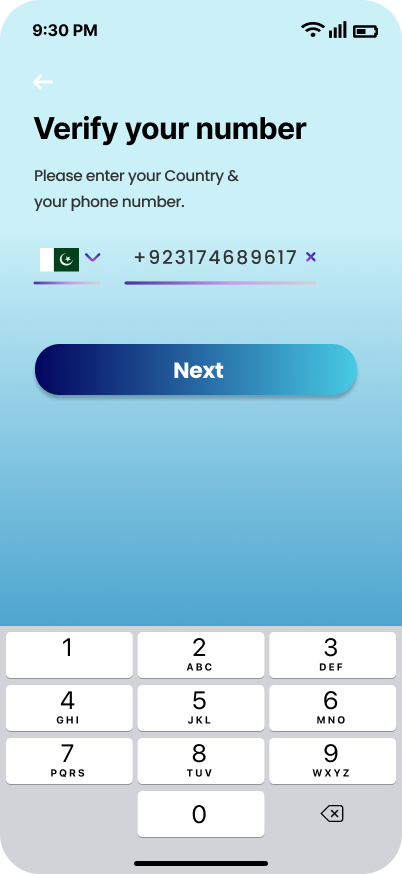 9:30 PM
Verify your number
Please enter your Country &
your phone number.
+923174689617
Next
1
2
ABC
3
DEF
4
GHI
5
JKL
6
MNO
7
PQRS
8
TUV
9
WXYZ
0